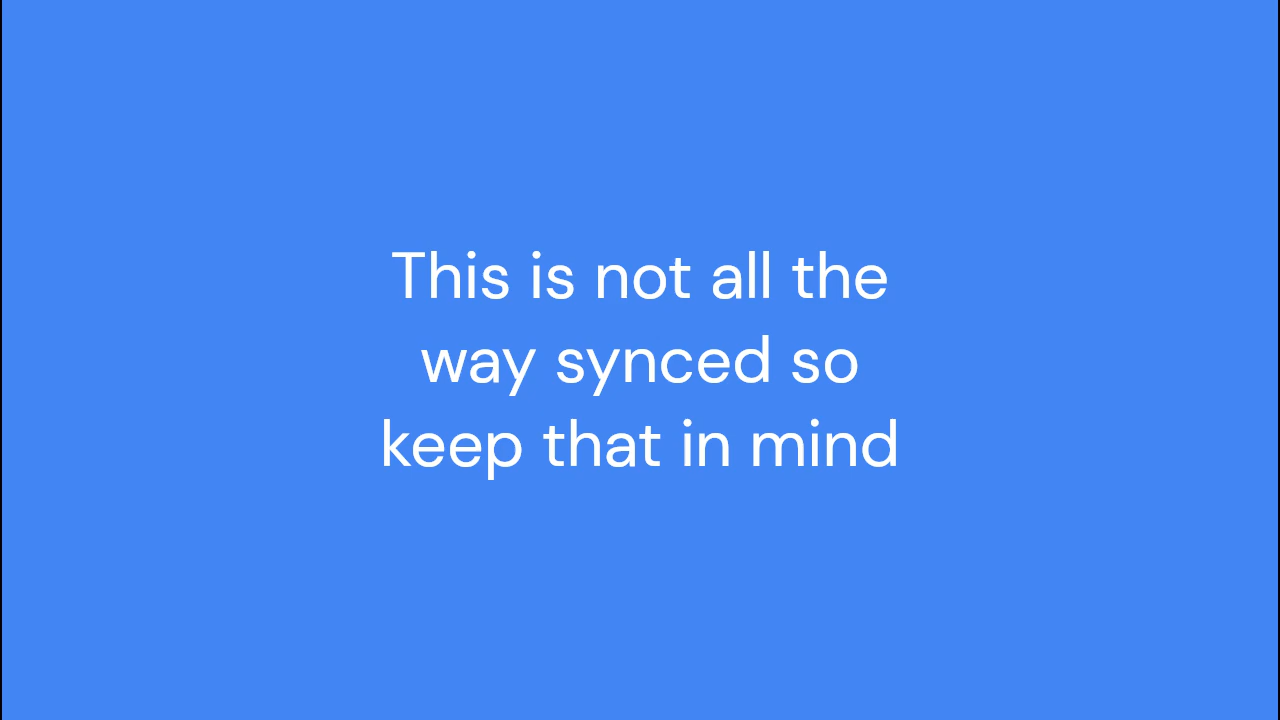 This is not all the
way synced so
keep that in mind